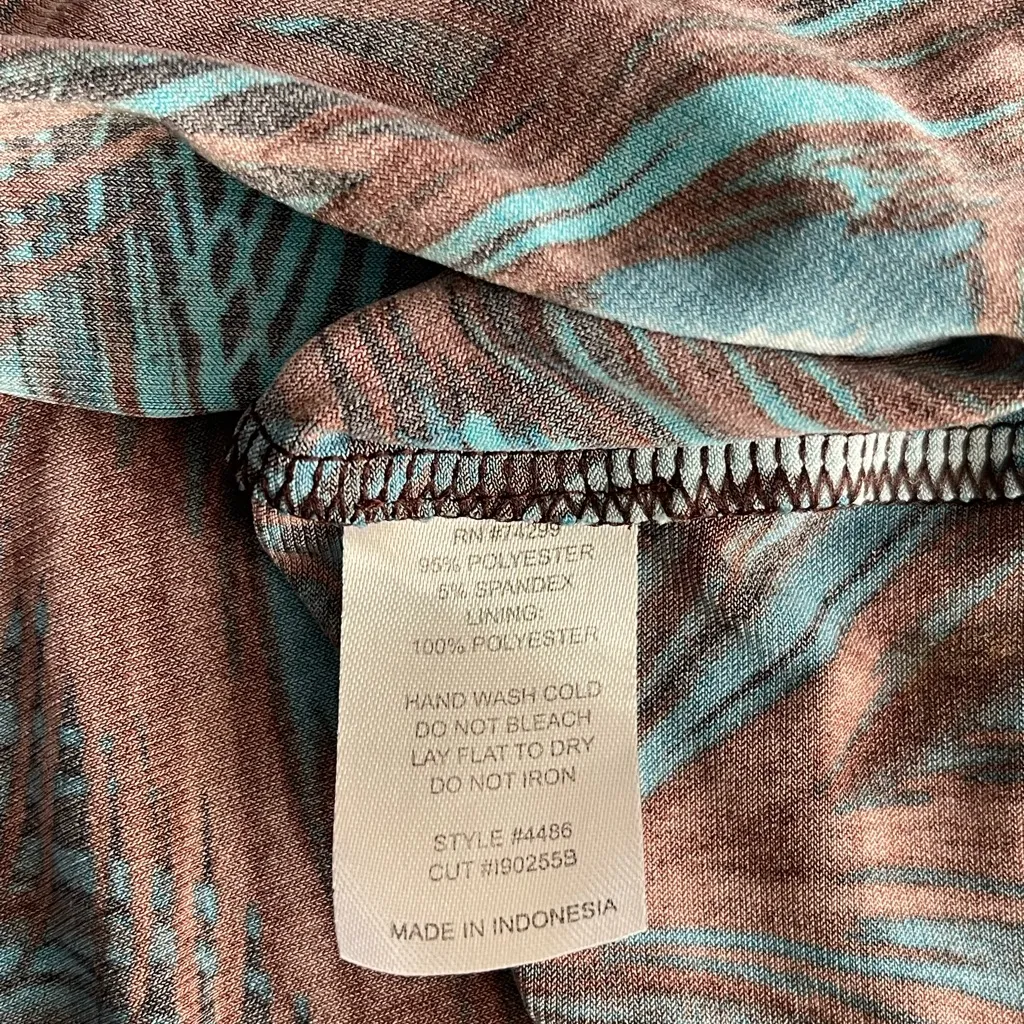 RN #74299
95% POLYESTER
5% SPANDEX
LINING:
100% POLYESTER
HAND WASH COLD
DO NOT BLEACH
LAY FLAT TO DRY
DO NOT IRON
STYLE #4486
CUT #I90255B
MADE IN INDONESIA